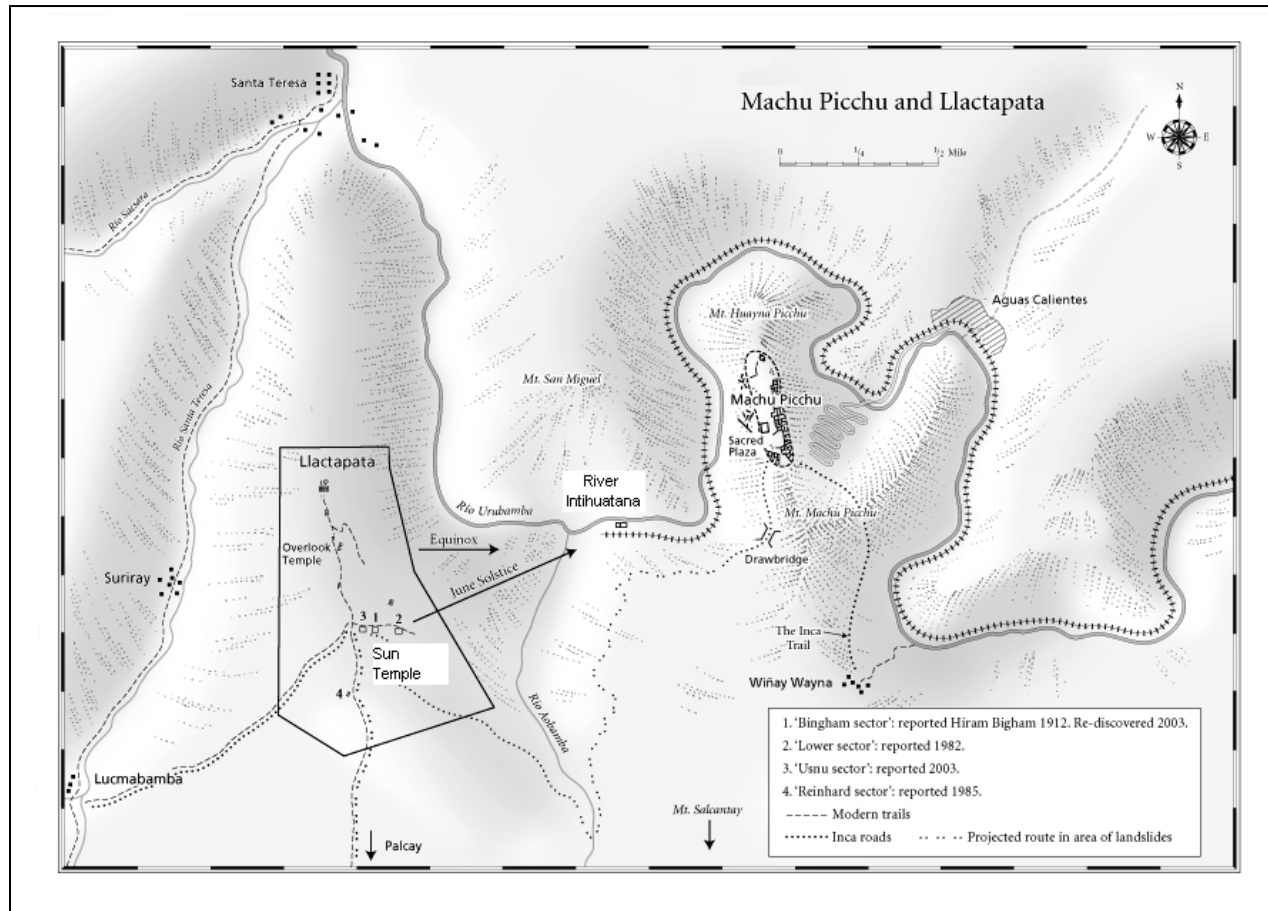 Machu Picchu and Llactapata
0 1/4 1/2 Mile
N
W E
S
Santa Teresa
Río Sacsara
Río Santa Teresa
Aguas Calientes
Mt. Huayna Picchu
Mt. San Miguel
Machu Picchu
Sacred
Plaza
Llactapata
River
Intihuatana
Río Urubamba
Mt. Machu Picchu
Equinox
Overlook
Temple
Drawbridge
June Solstice
Suriray
3 1 2
Sun
Temple
The Inca
Trail
4
Wiñay Wayna
Río Aobamba
Lucmabamba
Mt. Salcantay
Palcay
1. 'Bingham sector': reported Hiram Bigham 1912. Re-discovered 2003.
2. 'Lower sector': reported 1982.
3. 'Usnu sector': reported 2003.
4. 'Reinhard sector': reported 1985.
Modern trails
Inca roads Projected route in area of landslides